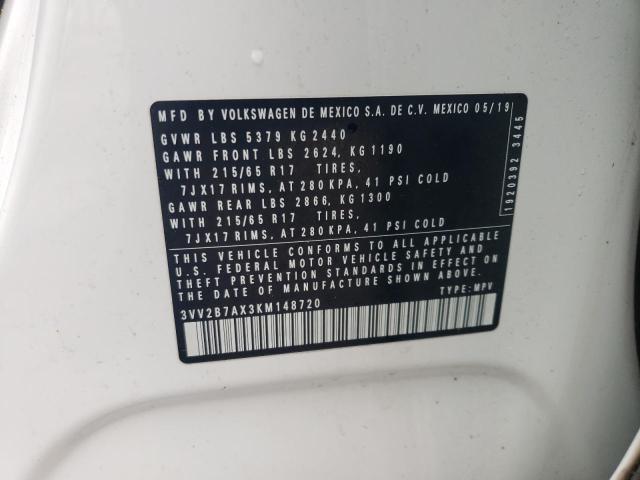 MFD BY VOLKSWAGEN DE MEXICO S.A. DE C.V. MEXICO 05/19
GVWR LBS 5379 KG2440
GAWR FRONT LBS 2624, KG1190
WITH 215/65 R17 TIRES,
7JX17 RIMS, AT 280 KPA, 41 PSI COLD
GAWR REAR LBS 2866, KG 1300
WITH 215/65 R17 TIRES,
7JX17 RIMS, AT 280 KPA, 41 PSI COLD
THIS VEHICLE CONFORMS TO ALL APPLICABLE
U.S. FEDERAL MOTOR VEHICLE SAFETY AND
THEFT PREVENTION STANDARDS IN EFFECT ON
THE DATE OF MANUFACTURE SHOWN ABOVE.
3VV2B7AX3KM148720 TYPE: MPV
1920392 3445